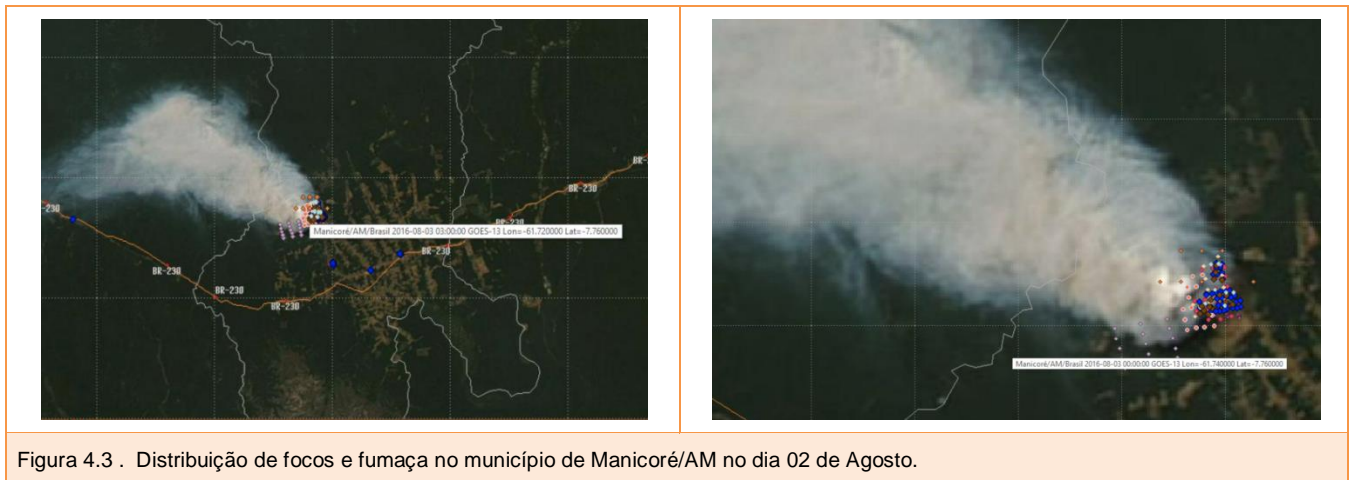 BR-
BR-230
-230
BR-230
Manicoré/AM/Brasil 2016-08-03 03:00:00 GOES-13 Lon=-61.720000 Lat=-7.760000
BR-230
BR-230
BR-230
BR-230
Manicoré/AM/Brasil 2016-08-03 00:00:00 GOES-13 Lon=-61.740000 Lat=-7.760000
Figura 4.3 . Distribuição de focos e fumaça no município de Manicoré/AM no dia 02 de Agosto.